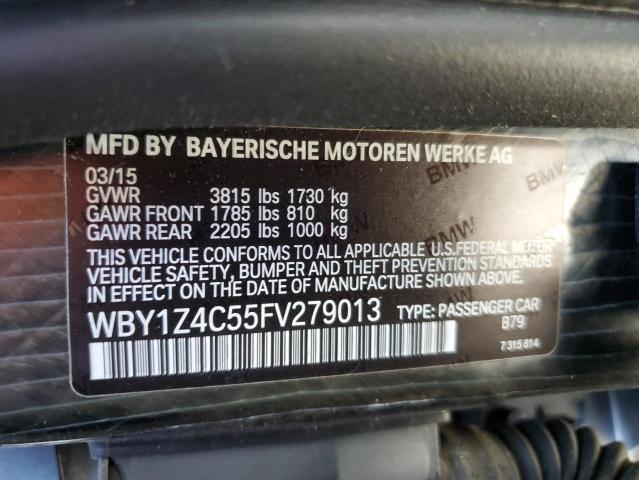 MFD BY BAYERISCHE MOTOREN WERKE AG
03/15
GVWR 3815 lbs 1730 kg
GAWR FRONT 1785 lbs 810 kg
GAWR REAR 2205 lbs 1000 kg
THIS VEHICLE CONFORMS TO ALL APPLICABLE U.S.FEDERAL MOTOR
VEHICLE SAFETY, BUMPER AND THEFT PREVENTION STANDARDS
IN EFFECT ON THE DATE OF MANUFACTURE SHOWN ABOVE.
WBY1Z4C55FV279013 TYPE: PASSENGER CAR
B79
7 315 814
BMW
BMW
BMW